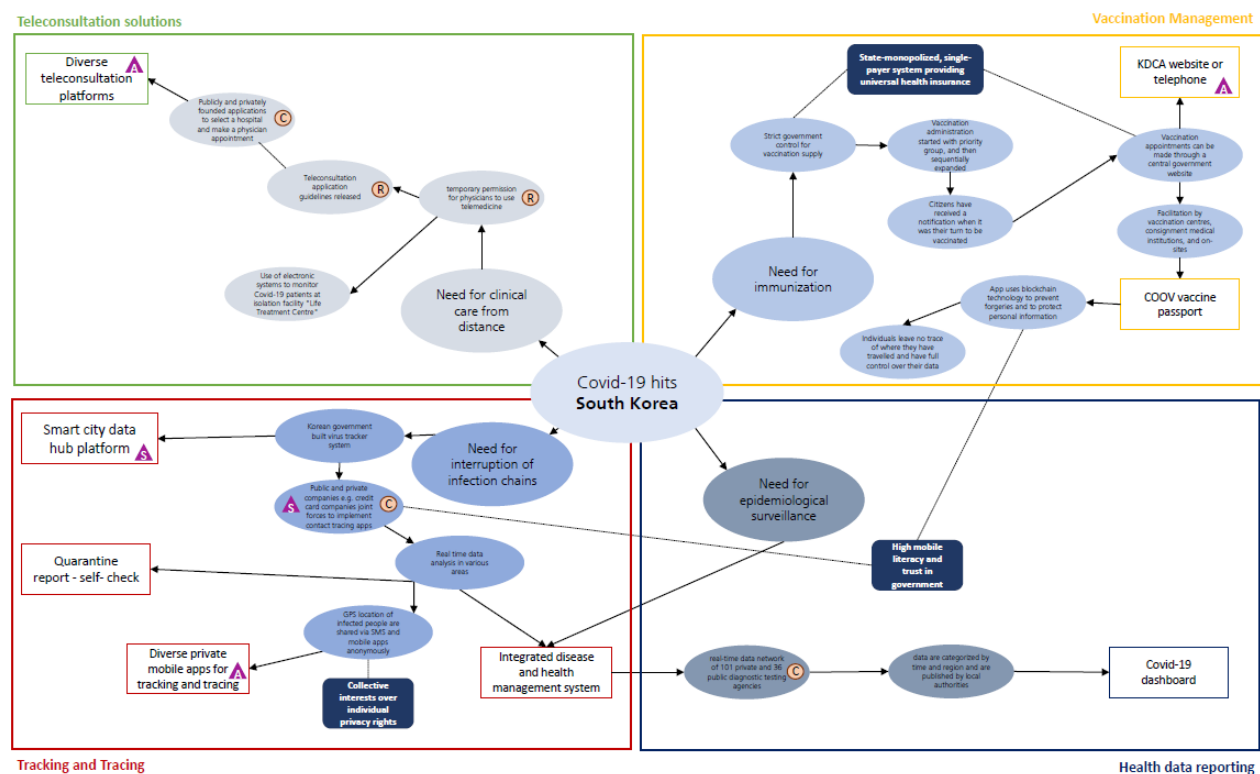 Teleconsultation solutions
Vaccination Management
Diverse
teleconsultation
platforms
A
Publicly and privately
founded applications
to select a hospital
and make a physician
appointment
C
Teleconsultation
application
guidelines released
R
temporary permission
for physicians to use
telemedicine
R
Use of electronic
systems to monitor
Covid-19 patients at
isolation facility "Life
Treatment Centre"
Need for clinical
care from
distance
State-monopolized, single-
payer system providing
universal health insurance
KDCA website or
telephone
A
Strict government
control for
vaccination supply
Vaccination
administration
started with priority
group, and then
sequentially
expanded
Vaccination
appointments can be
made through a
central government
website
Citizens have
received a
notification when it
was their turn to be
vaccinated
Facilitation by
vaccination centres,
consignment medical
institutions, and on-
sites
Need for
immunization
App uses blockchain
technology to prevent
forgeries and to protect
personal information
COOV vaccine
passport
Individuals leave no trace
of where they have
travelled and have full
control over their data
Covid-19 hits
South Korea
Smart city data
hub platform
S
Korean government
built virus tracker
system
Need for
interruption of
infection chains
S
Public and private
companies e.g. credit
card companies joint
forces to implement
contact tracing apps
C
Need for
epidemiological
surveillance
Quarantine
report - self- check
Real time data
analysis in various
areas
High mobile
literacy and
trust in
government
GPS location of
infected people are
shared via SMS and
mobile apps
anonymously
Diverse private
mobile apps for
tracking and tracing
A
Collective
interests over
individual
privacy rights
Integrated disease
and health
management system
real-time data network
of 101 private and 36
public diagnostic testing
agencies
C
data are categorized by
time and region and are
published by local
authorities
Covid-19
dashboard
Tracking and Tracing
Health data reporting